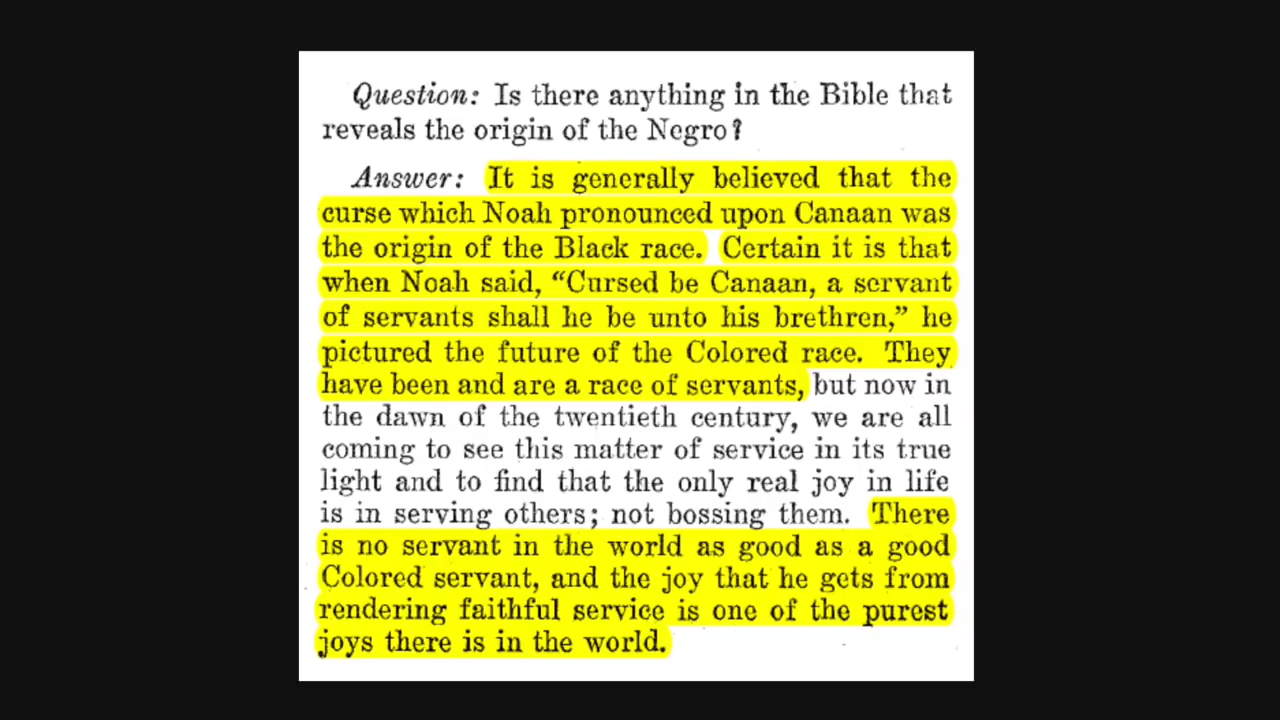 Question: Is there anything in the Bible that
reveals the origin of the Negro?
Answer: It is generally believed that the
curse which Noah pronounced upon Canaan was
the origin of the Black race. Certain it is that
when Noah said, “Cursed be Canaan, a servant
of servants shall he be unto his brethren,” he
pictured the future of the Colored race. They
have been and are a race of servants, but now in
the dawn of the twentieth century, we are all
coming to see this matter of service in its true
light and to find that the only real joy in life
is in serving others; not bossing them. There
is no servant in the world as good as a good
Colored servant, and the joy that he gets from
rendering faithful service is one of the purest
joys there is in the world.